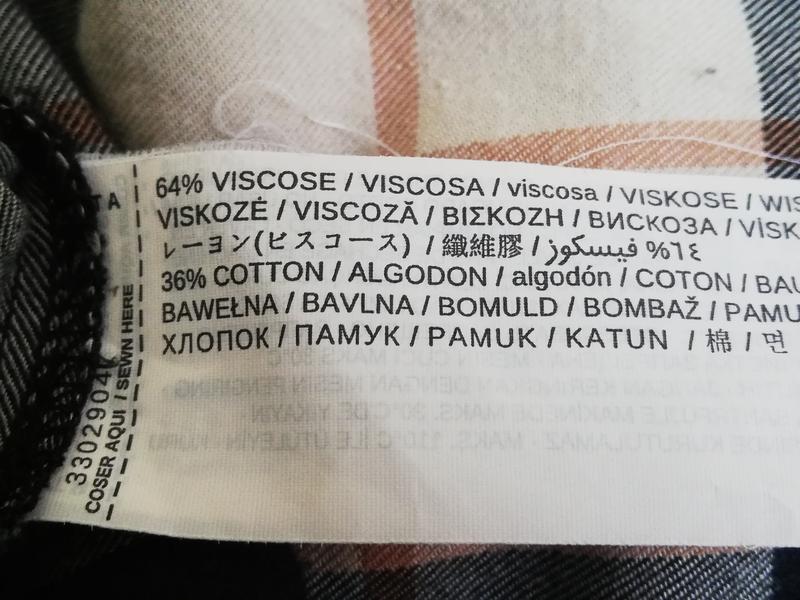 64% VISCOSE / VISCOSA / viscosa / VISKOSE / WIS
VISKOZĖ / VISCOZĂ / ΒΙΣΚΟΖΗ / ВИСКОЗА / VİSK
レーヨン(ビスコース) / 纖維膠 / فيسكوز %٦٤
36% COTTON / ALGODON / algodón / COTON / BAU
BAWEŁNA / BAVLNA / BOMULD / BOMBAŽ / PAMU
ХЛОПОК / ПАМУК / PAMUK / KATUN / 棉 / 면
TA
3302904
COSER AQUI / SEWN HERE